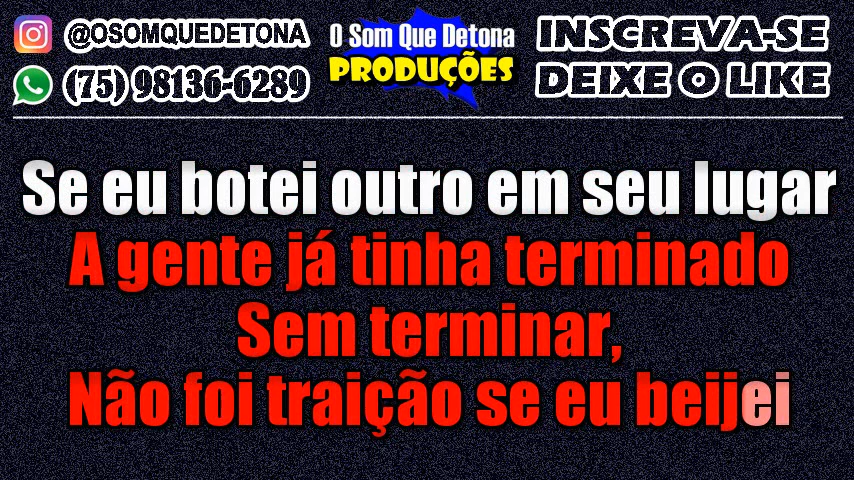 @OSOMQUEDETONA
(75) 98136-6289
O Som Que Detona
PRODUÇÕES
INSCREVA-SE
DEIXE O LIKE
Se eu botei outro em seu lugar
A gente já tinha terminado
Sem terminar,
Não foi traição se eu beijei